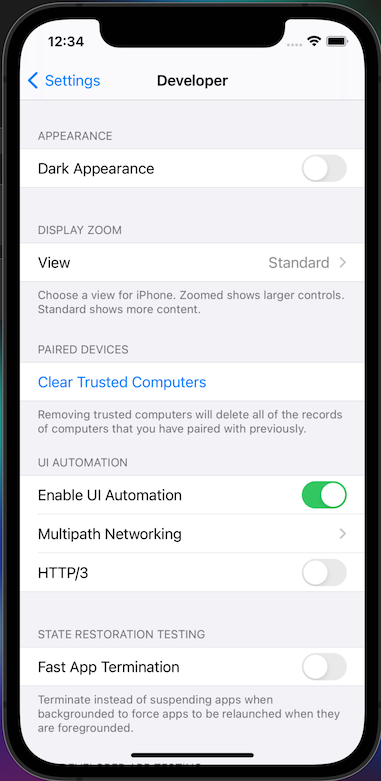 12:34
Settings
Developer
APPEARANCE
Dark Appearance
DISPLAY ZOOM
View
Standard
Choose a view for iPhone. Zoomed shows larger controls.
Standard shows more content.
PAIRED DEVICES
Clear Trusted Computers
Removing trusted computers will delete all of the records
of computers that you have paired with previously.
UI AUTOMATION
Enable UI Automation
Multipath Networking
HTTP/3
STATE RESTORATION TESTING
Fast App Termination
Terminate instead of suspending apps when
backgrounded to force apps to be relaunched when they
are foregrounded.